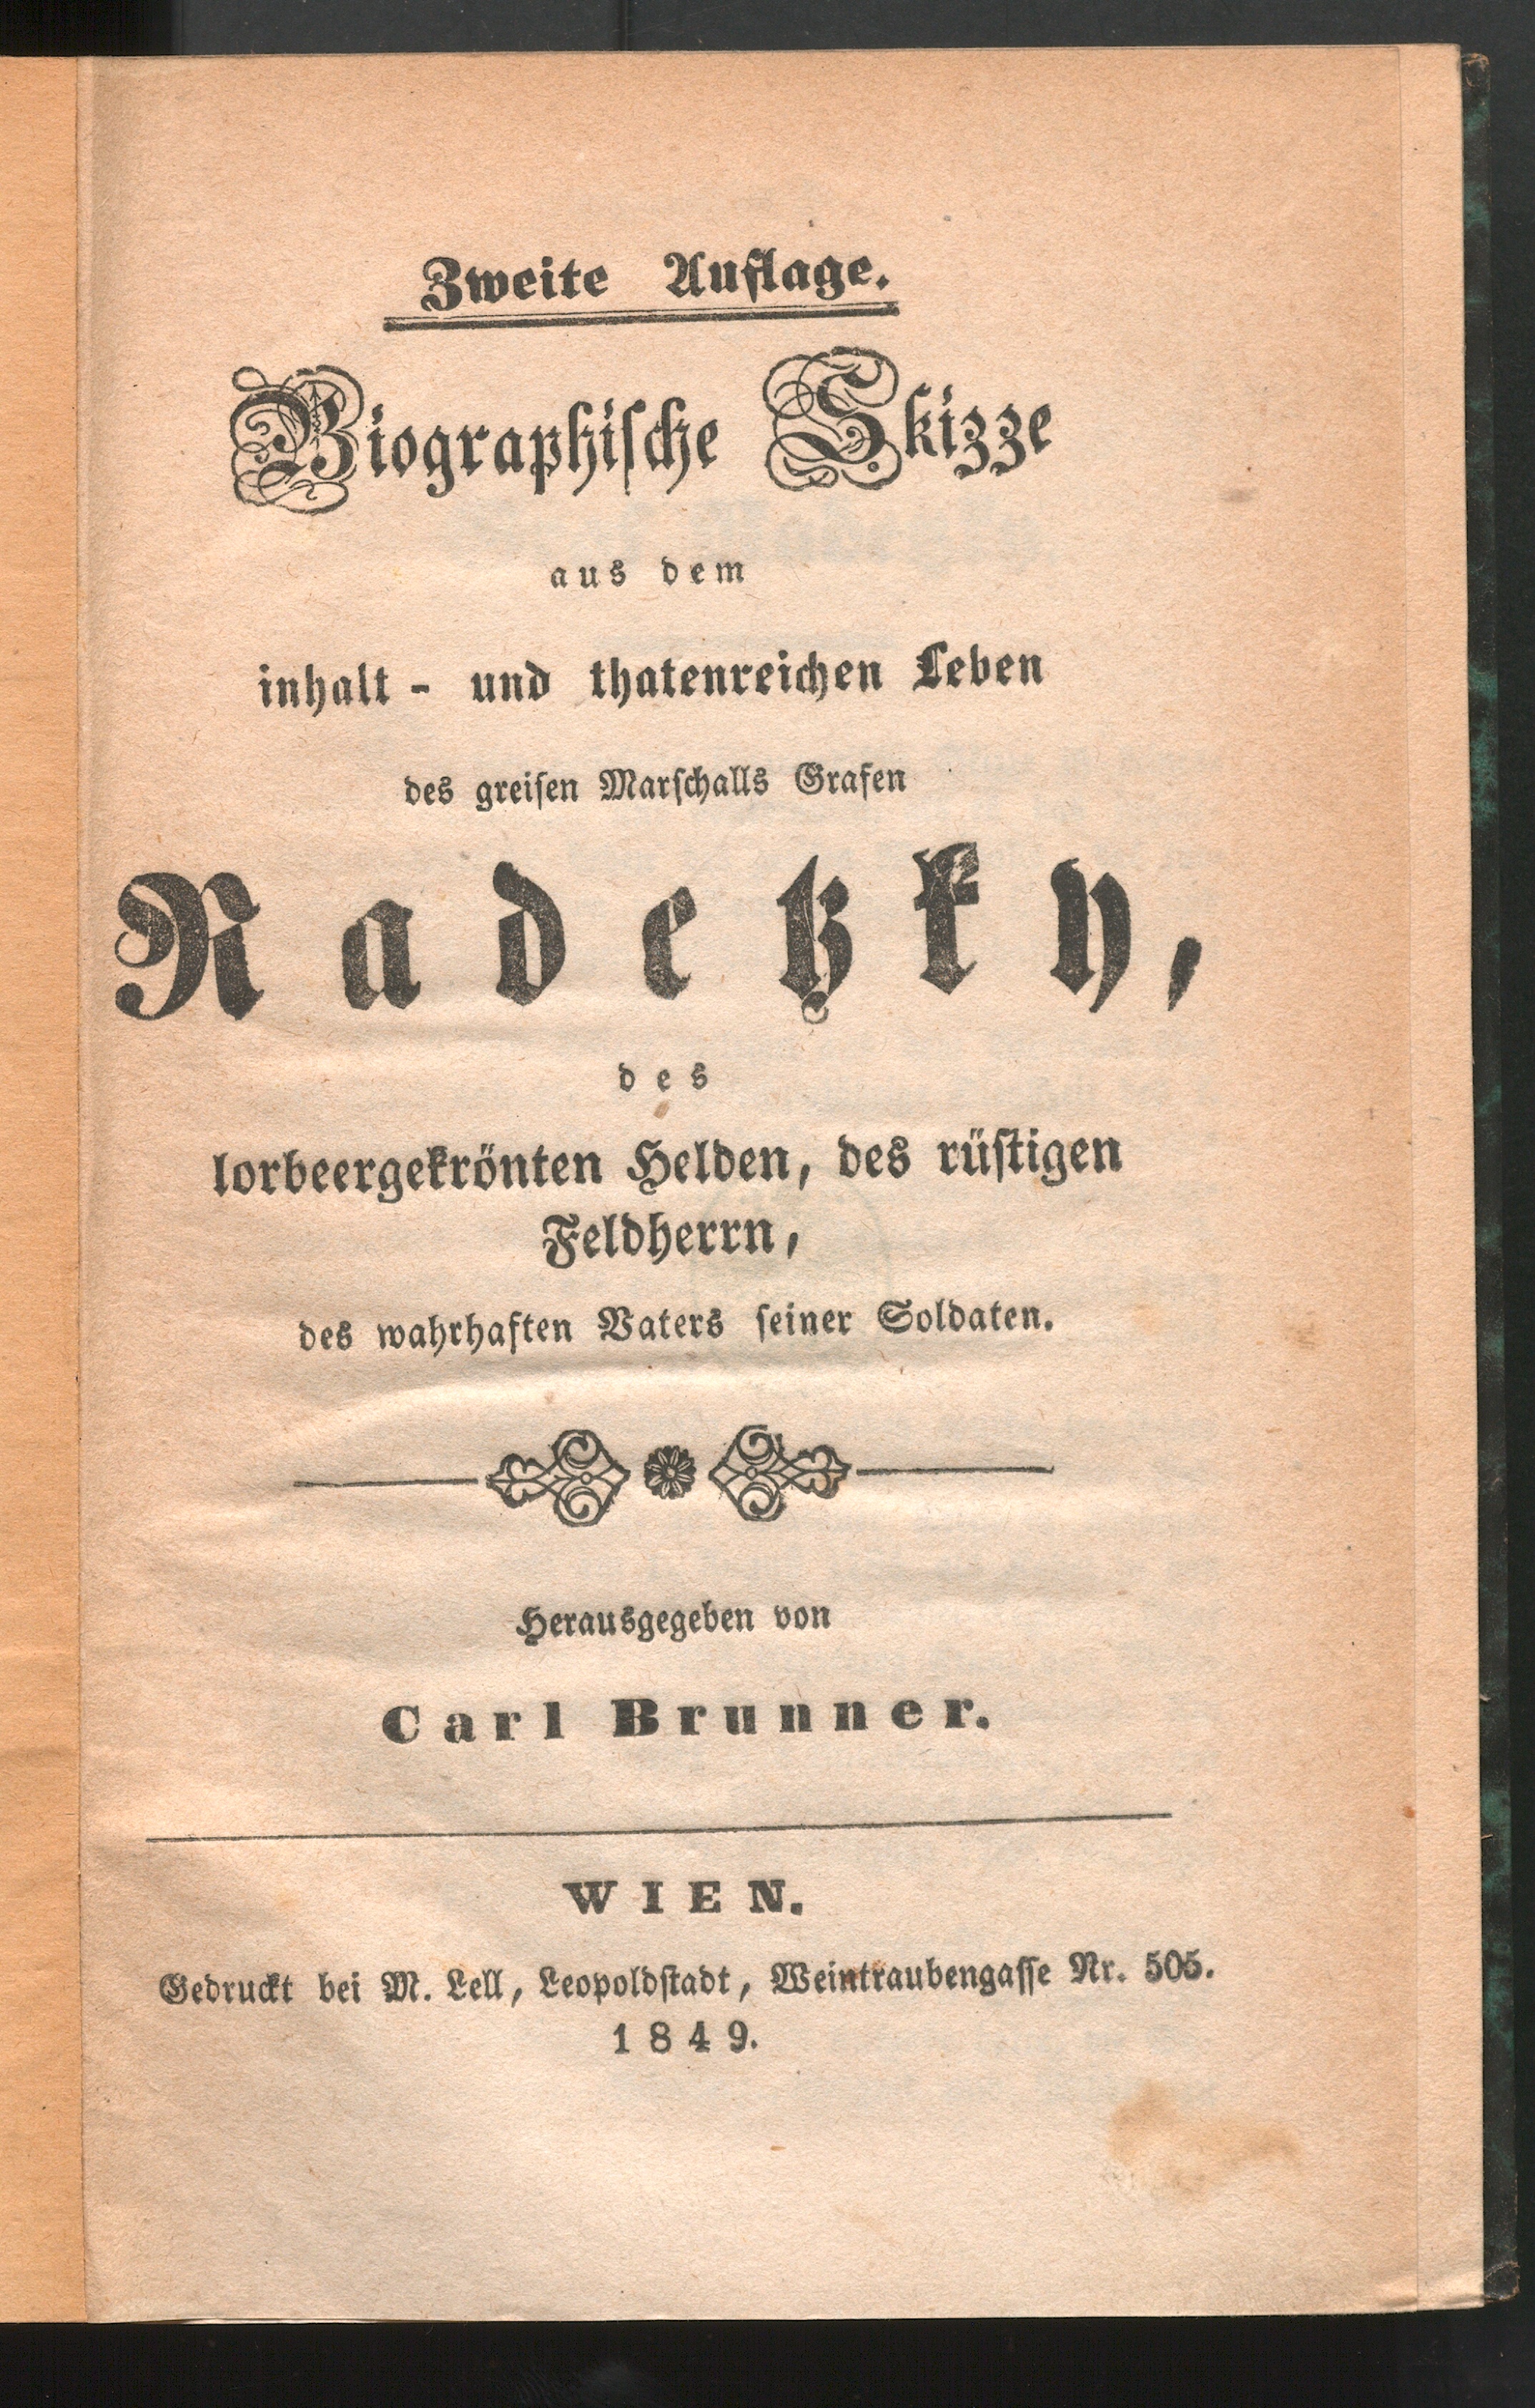 Zweite Auflage.
Biographiſche Skizze
aus dem
inhalt - und thatenreichen Leben
des greiſen Marſchalls Grafen
Radetzky,
des
lorbeergekrönten Helden, des rüſtigen
Feldherrn,
des wahrhaften Vaters ſeiner Soldaten.
Herausgegeben von
Carl Brunner.
WIEN.
Gedruckt bei M. Lell, Leopoldſtadt, Weintraubengaſſe Nr. 505.
1849.